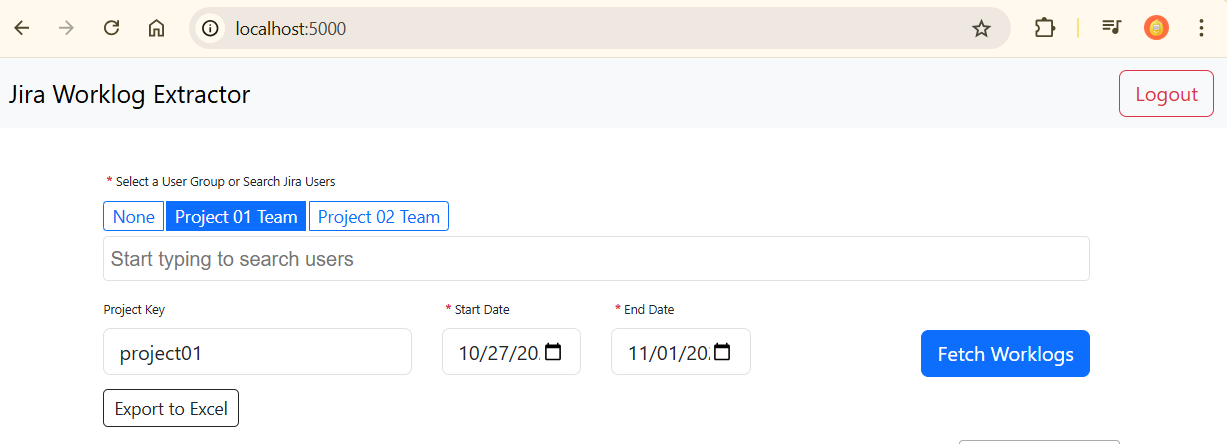 localhost:5000
Jira Worklog Extractor
Logout
* Select a User Group or Search Jira Users
None Project 01 Team Project 02 Team
Start typing to search users
Project Key * Start Date * End Date
project01 10/27/20 11/01/20 Fetch Worklogs
Export to Excel